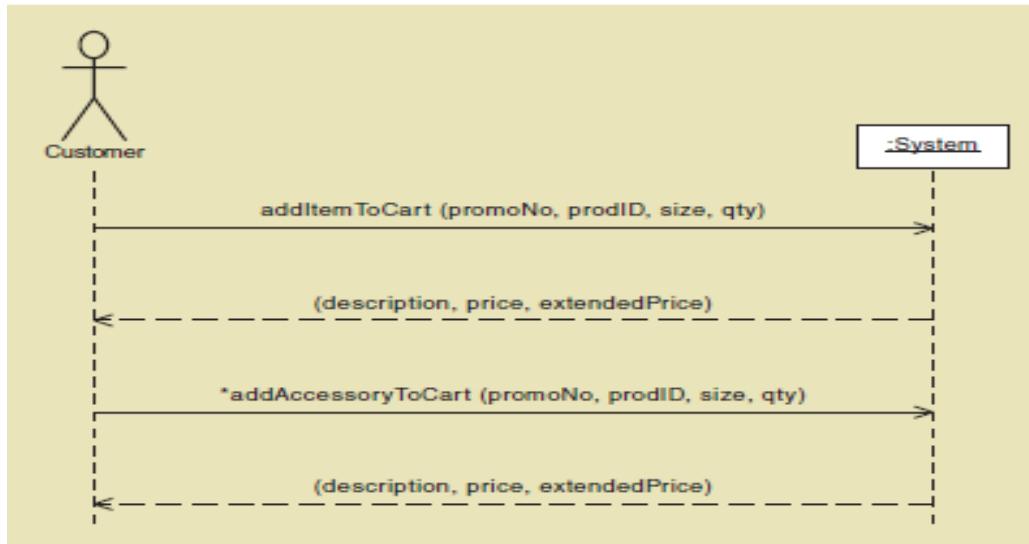 Customer
:System
addItemToCart (promoNo, prodID, size, qty)
(description, price, extendedPrice)
*addAccessoryToCart (promoNo, prodID, size, qty)
(description, price, extendedPrice)